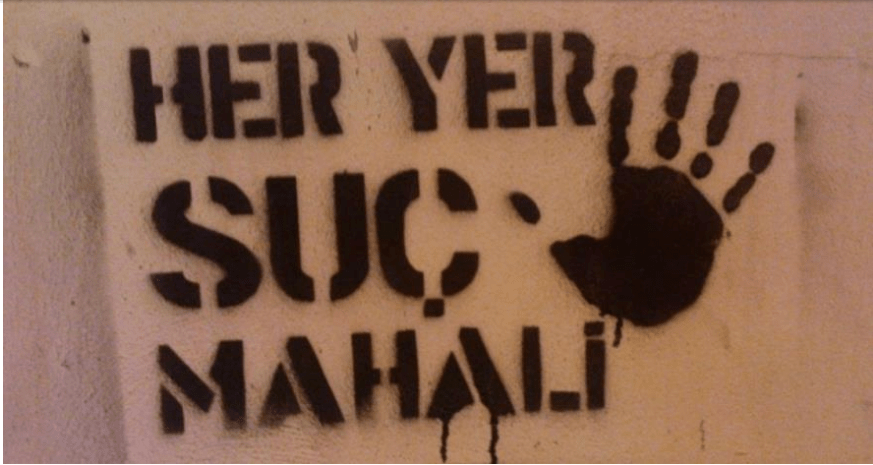 HER YER
SUÇ
MAHALİ